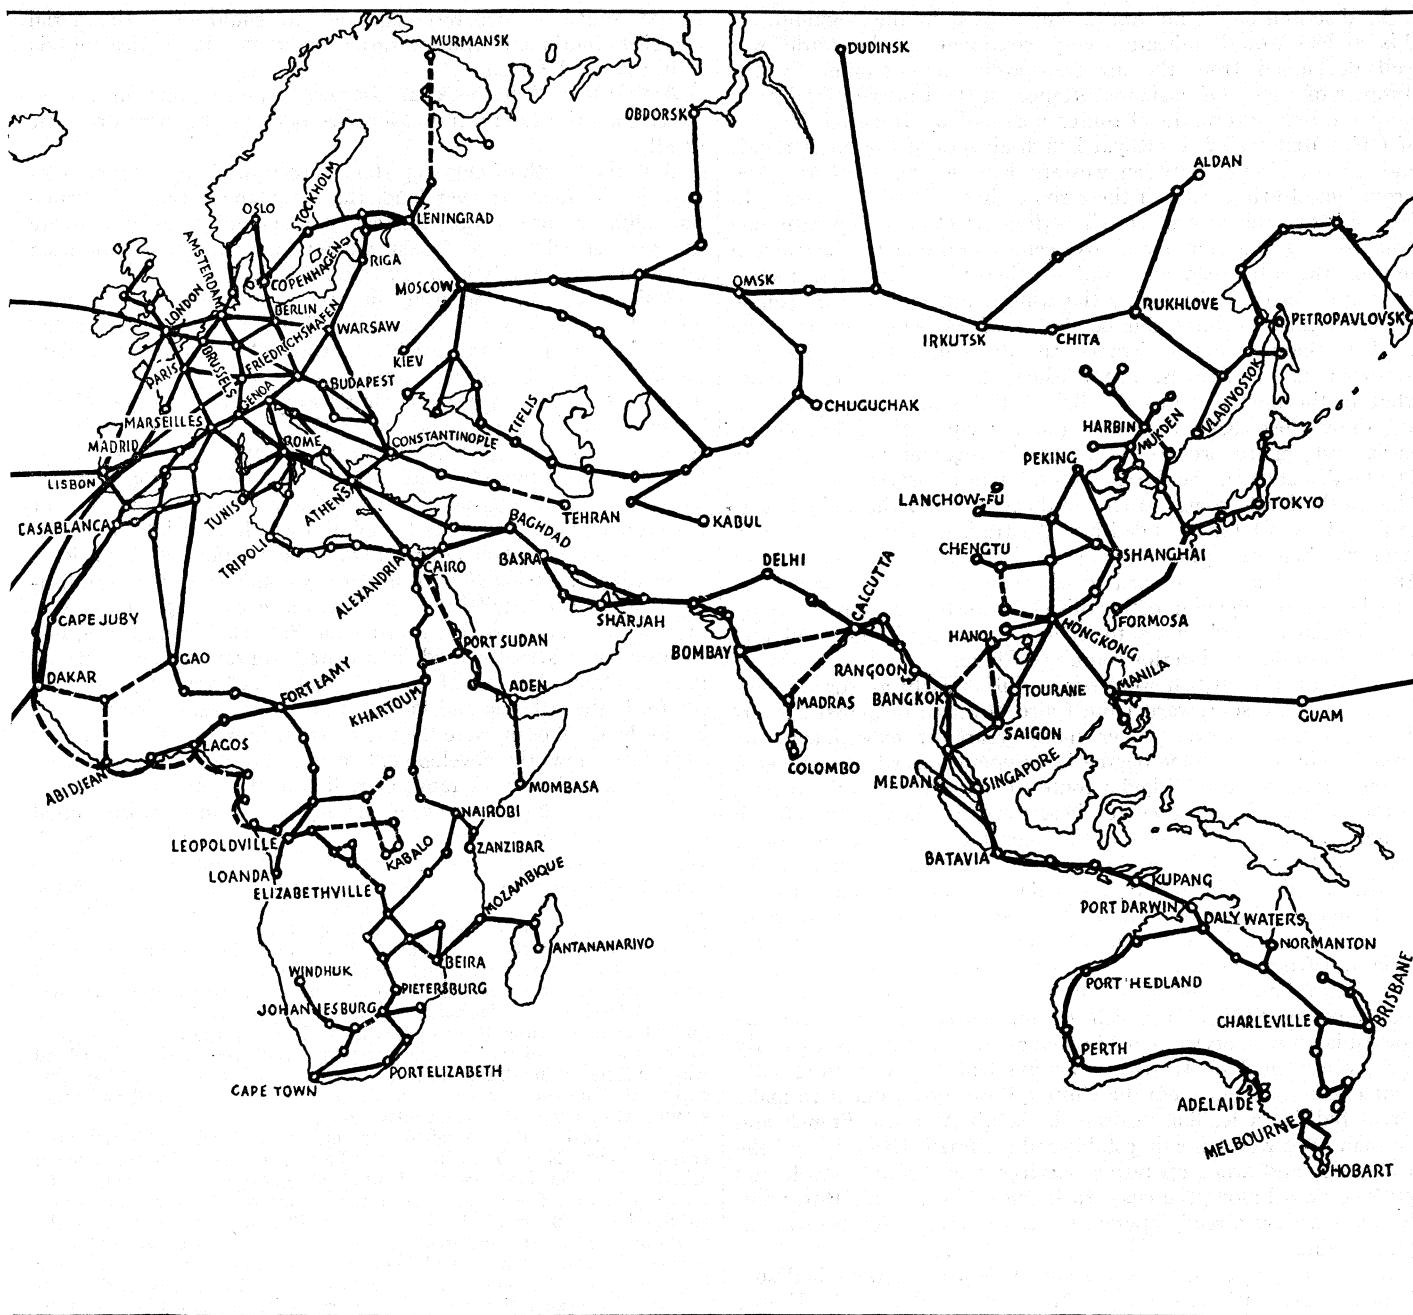 MURMANSK
DUDINSK
OBDORSK
ALDAN
OSLO
STOCKHOLM
LENINGRAD
AMSTERDAM
COPENHAGEN
RIGA
MOSCOW
OMSK
LONDON
BERLIN
RUKHLOVE
PETROPAVLOVSK
FRIEDRICHSHAFEN
WARSAW
IRKUTSK
CHITA
BRUSSELS
PARIS
KIEV
BUDAPEST
GENOA
CHUGUCHAK
VLADIVOSTOK
MARSEILLES
TIFLIS
HARBIN
MUKDEN
MADRID
ROME
CONSTANTINOPLE
PEKING
LISBON
LANCHOW-FU
TOKYO
CASABLANCA
TUNIS
ATHENS
TEHRAN
KABUL
BAGHDAD
TRIPOLI
CHENGTU
SHANGHAI
ALEXANDRIA
CAIRO
BASRA
DELHI
CALCUTTA
CAPE JUBY
SHARJAH
FORMOSA
PORT SUDAN
HANOI
HONGKONG
BOMBAY
GAO
RANGOON
DAKAR
FORT LAMY
ADEN
MADRAS
BANGKOK
TOURANE
MANILA
KHARTOUM
GUAM
SAIGON
LAGOS
COLOMBO
ABIDJEAN
MOMBASA
MEDAN
SINGAPORE
NAIROBI
LEOPOLDVILLE
KABALO
ZANZIBAR
BATAVIA
LOANDA
ELIZABETHVILLE
MOZAMBIQUE
KUPANG
PORT DARWIN
DALY WATERS
ANTANANARIVO
NORMANTON
BEIRA
WINDHUK
PIETERSBURG
PORT HEDLAND
BRISBANE
JOHANNESBURG
CHARLEVILLE
PERTH
CAPE TOWN
PORT ELIZABETH
ADELAIDE
MELBOURNE
HOBART